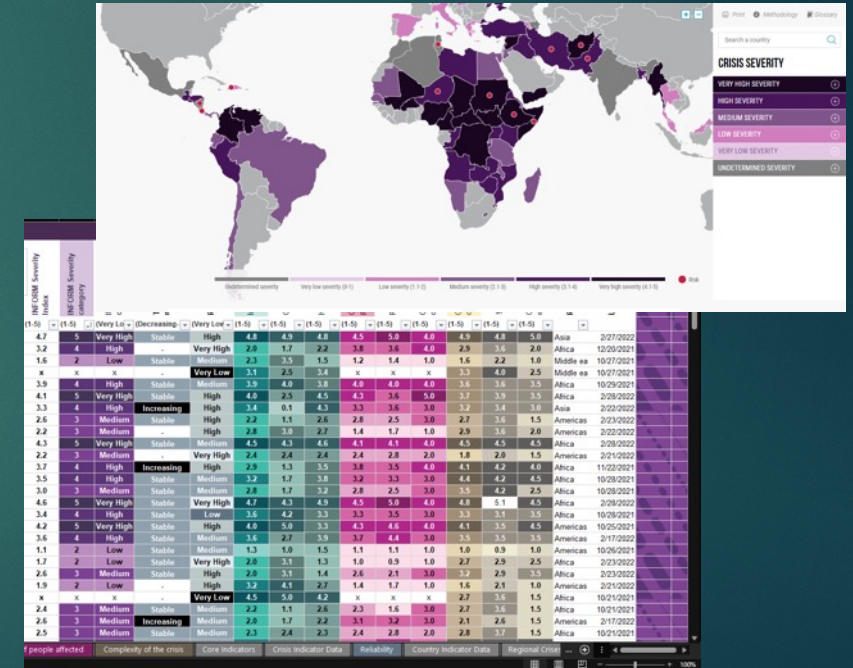 Print Methodology Glossary
Search a country
CRISIS SEVERITY
VERY HIGH SEVERITY
HIGH SEVERITY
MEDIUM SEVERITY
LOW SEVERITY
VERY LOW SEVERITY
UNDETERMINED SEVERITY
Undetermined severity Very low severity (0-1) Low severity (1.1-2) Medium severity (2.1-3) High severity (3.1-4) Very high severity (4.1-5) Risk
INFORM Severity Index
INFORM Severity category
(1-5) (1-5) (Very Lo (Decreasing- (Very Low (1-5) (1-5) (1-5) (1-5) (1-5) (1-5) (1-5) (1-5) (1-5)
4.7 5 Very High Stable High 4.8 4.9 4.8 4.5 5.0 4.0 4.9 4.8 5.0 Asia 2/27/2022
3.2 4 High - Very High 2.0 1.7 2.2 3.8 3.6 4.0 2.9 3.6 2.0 Africa 12/20/2021
1.6 2 Low Stable Medium 2.3 3.5 1.5 1.2 1.4 1.0 1.6 2.2 1.0 Middle ea 10/27/2021
x x x - Very Low 3.1 2.5 3.4 x x x 3.3 4.0 2.5 Middle ea 10/27/2021
3.9 4 High Stable Medium 3.9 4.0 3.8 4.0 4.0 4.0 3.6 3.6 3.5 Africa 10/29/2021
4.1 5 Very High Stable High 4.0 2.5 4.5 4.3 3.6 5.0 3.7 3.9 3.5 Africa 2/28/2022
3.3 4 High Increasing High 3.4 0.1 4.3 3.3 3.6 3.0 3.2 3.4 3.0 Asia 2/22/2022
2.6 3 Medium Stable High 2.2 1.1 2.6 2.8 2.5 3.0 2.7 3.6 1.5 Americas 2/23/2022
2.2 3 Medium - High 2.8 3.0 2.7 1.4 1.7 1.0 2.9 3.6 2.0 Americas 2/22/2022
4.3 5 Very High Stable Medium 4.5 4.3 4.6 4.1 4.1 4.0 4.5 4.5 4.5 Africa 2/28/2022
2.2 3 Medium - Very High 2.4 2.4 2.4 2.4 2.8 2.0 1.8 2.0 1.5 Americas 2/21/2022
3.7 4 High Increasing High 2.9 1.3 3.5 3.8 3.5 4.0 4.1 4.2 4.0 Africa 11/22/2021
3.5 4 High Stable Medium 3.2 1.7 3.8 3.2 3.3 3.0 4.4 4.2 4.5 Africa 10/28/2021
3.0 3 Medium Stable Medium 2.8 1.7 3.2 2.8 2.5 3.0 3.5 4.2 2.5 Africa 10/28/2021
4.6 5 Very High Stable Very High 4.7 4.3 4.9 4.5 5.0 4.0 4.8 5.1 4.5 Africa 2/28/2022
3.4 4 High - Low 3.6 4.2 3.3 3.3 3.5 3.0 3.3 3.1 3.5 Africa 10/28/2021
4.2 5 Very High Stable High 4.0 5.0 3.3 4.3 4.6 4.0 4.1 3.5 4.5 Americas 10/25/2021
3.6 4 High Stable Medium 3.6 2.7 3.9 3.7 4.4 3.0 3.5 3.5 3.5 Americas 2/17/2022
1.1 2 Low Stable Medium 1.3 1.0 1.5 1.1 1.1 1.0 1.0 0.9 1.0 Americas 10/26/2021
1.7 2 Low Stable Very High 2.0 3.1 1.3 1.0 0.9 1.0 2.7 2.9 2.5 Africa 2/23/2022
2.6 3 Medium Stable High 2.0 3.1 1.4 2.6 2.1 3.0 3.2 2.9 3.5 Africa 2/23/2022
1.9 2 Low - High 3.2 4.1 2.7 1.4 1.7 1.0 1.6 2.1 1.0 Americas 2/21/2022
x x x - Very Low 4.5 5.0 4.2 x x x 2.7 3.6 1.5 Africa 10/21/2021
2.4 3 Medium Stable Medium 2.2 1.1 2.6 2.3 1.6 3.0 2.7 3.6 1.5 Africa 10/21/2021
2.6 3 Medium Increasing Medium 2.0 1.7 2.2 3.1 3.2 3.0 2.1 2.6 1.5 Americas 2/17/2022
2.5 3 Medium Stable Medium 2.3 2.4 2.3 2.4 2.8 2.0 2.8 3.7 1.5 Africa 10/21/2021
f people affected Complexity of the crisis Core Indicators Crisis Indicator Data Reliability Country Indicator Data Regional Crises ...
100%